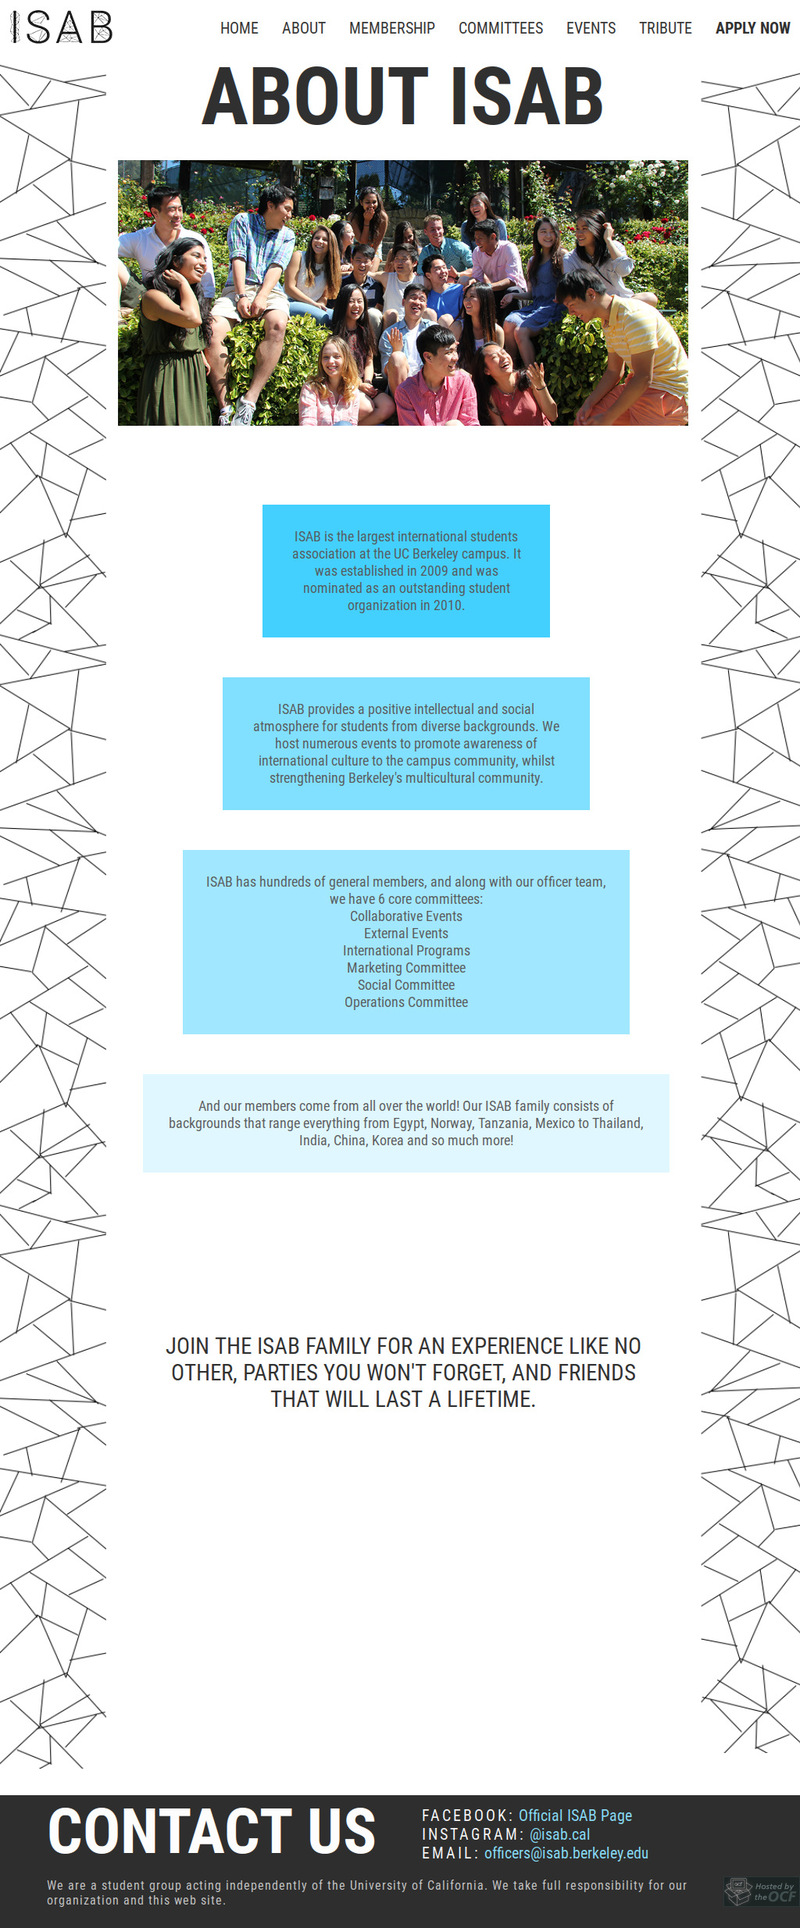 ISAB
HOME ABOUT MEMBERSHIP COMMITTEES EVENTS TRIBUTE APPLY NOW
ABOUT ISAB
ISAB is the largest international students
association at the UC Berkeley campus. It
was established in 2009 and was
nominated as an outstanding student
organization in 2010.
ISAB provides a positive intellectual and social
atmosphere for students from diverse backgrounds. We
host numerous events to promote awareness of
international culture to the campus community, whilst
strengthening Berkeley's multicultural community.
ISAB has hundreds of general members, and along with our officer team,
we have 6 core committees:
Collaborative Events
External Events
International Programs
Marketing Committee
Social Committee
Operations Committee
And our members come from all over the world! Our ISAB family consists of
backgrounds that range everything from Egypt, Norway, Tanzania, Mexico to Thailand,
India, China, Korea and so much more!
JOIN THE ISAB FAMILY FOR AN EXPERIENCE LIKE NO
OTHER, PARTIES YOU WON'T FORGET, AND FRIENDS
THAT WILL LAST A LIFETIME.
CONTACT US
FACEBOOK: Official ISAB Page
INSTAGRAM: @isab.cal
EMAIL: officers@isab.berkeley.edu
We are a student group acting independently of the University of California. We take full responsibility for our
organization and this web site.
Hosted by
the OCF